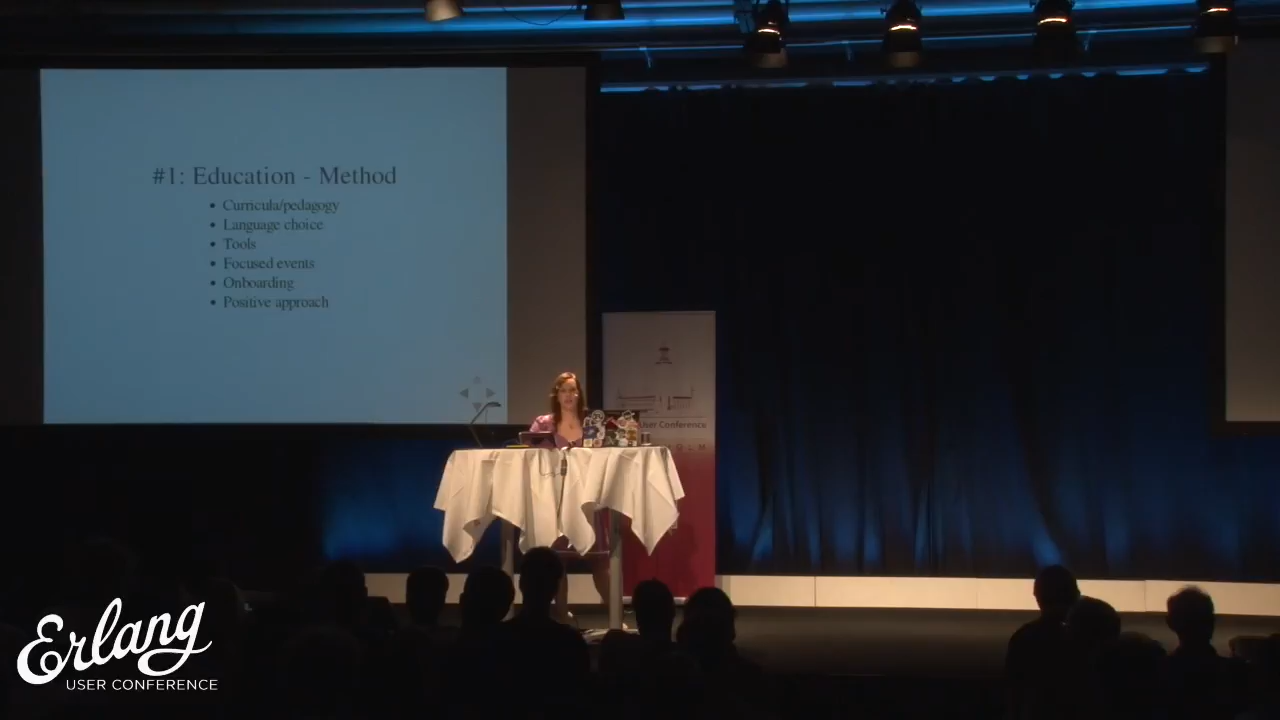 #1: Education - Method
• Curricula/pedagogy
• Language choice
• Tools
• Focused events
• Onboarding
• Positive approach
User Conference
Erlang
USER CONFERENCE